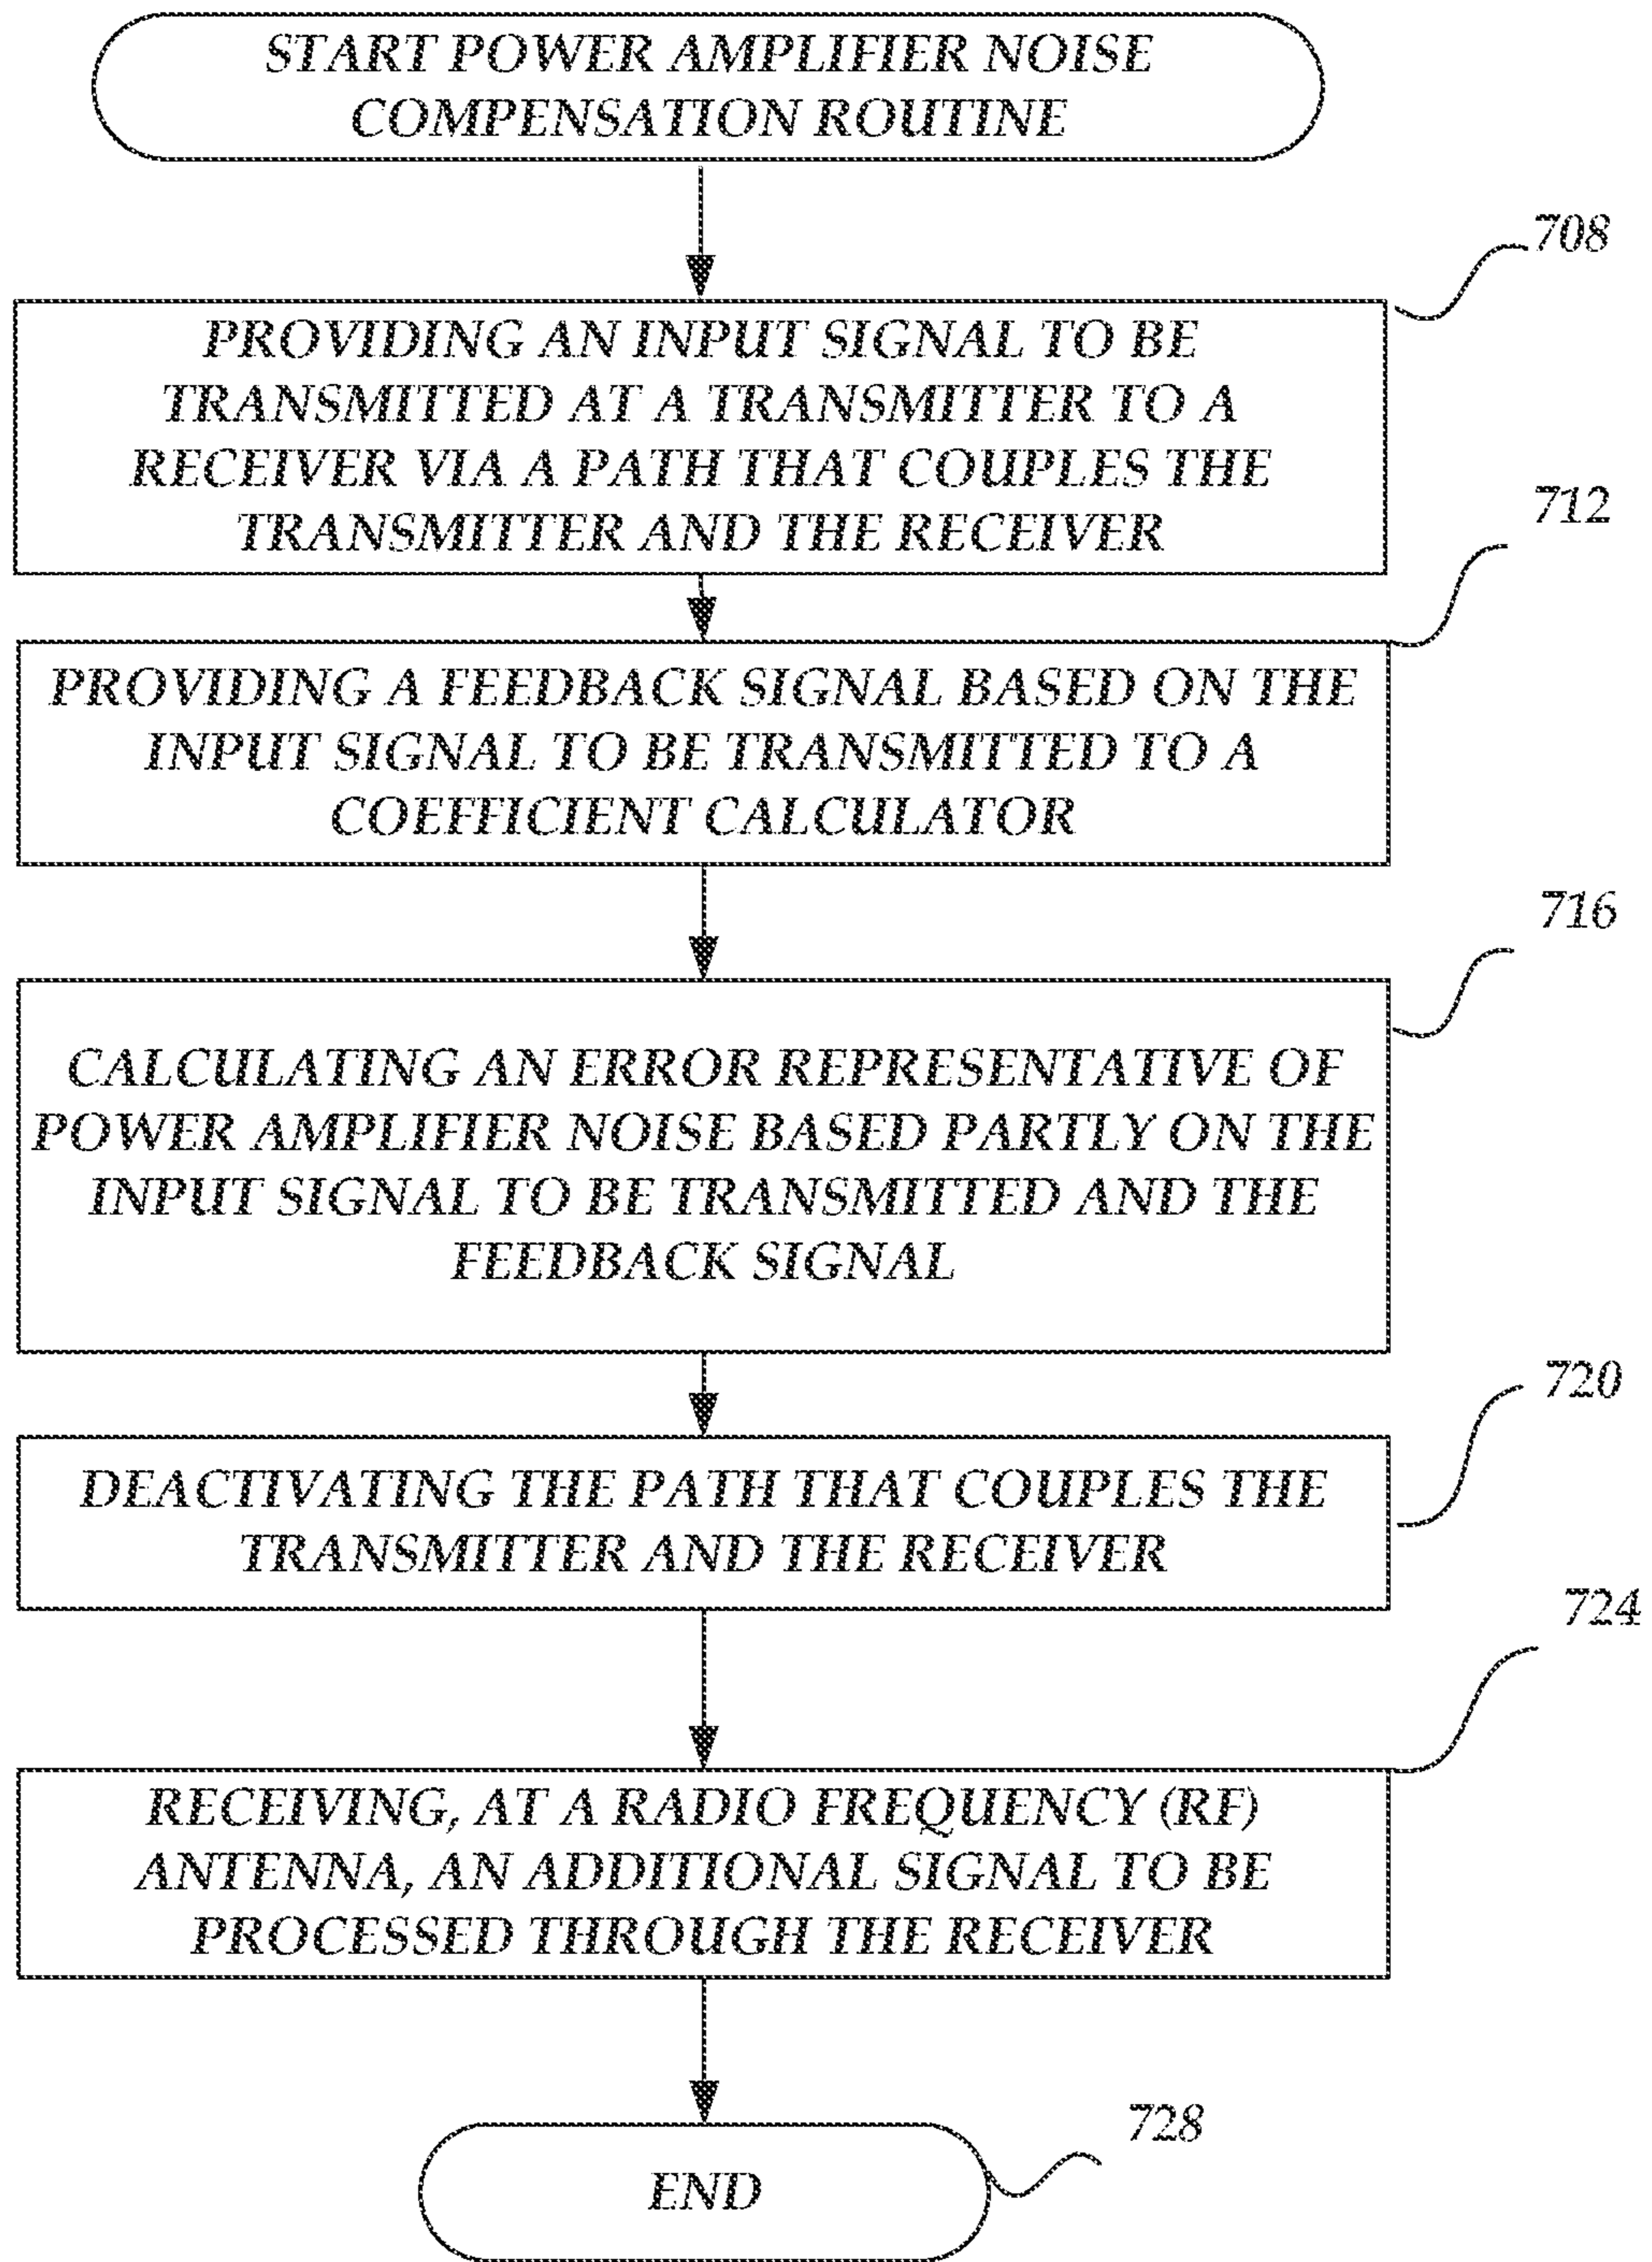 START POWER AMPLIFIER NOISE
COMPENSATION ROUTINE
708
PROVIDING AN INPUT SIGNAL TO BE
TRANSMITTED AT A TRANSMITTER TO A
RECEIVER VIA A PATH THAT COUPLES THE
TRANSMITTER AND THE RECEIVER
712
PROVIDING A FEEDBACK SIGNAL BASED ON THE
INPUT SIGNAL TO BE TRANSMITTED TO A
COEFFICIENT CALCULATOR
716
CALCULATING AN ERROR REPRESENTATIVE OF
POWER AMPLIFIER NOISE BASED PARTLY ON THE
INPUT SIGNAL TO BE TRANSMITTED AND THE
FEEDBACK SIGNAL
720
DEACTIVATING THE PATH THAT COUPLES THE
TRANSMITTER AND THE RECEIVER
724
RECEIVING, AT A RADIO FREQUENCY (RF)
ANTENNA, AN ADDITIONAL SIGNAL TO BE
PROCESSED THROUGH THE RECEIVER
728
END